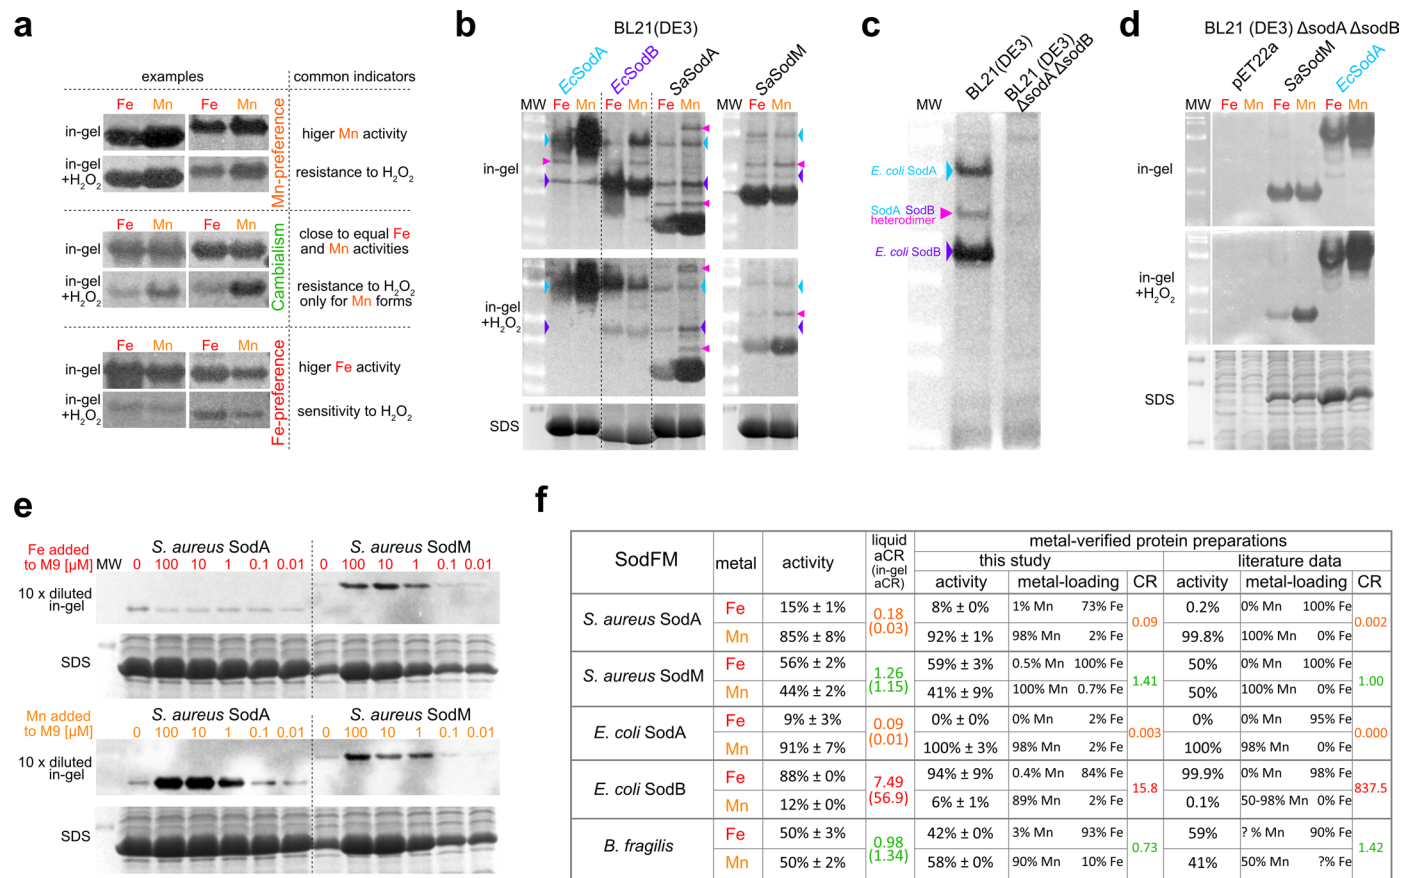 a
examples
common indicators
Fe Mn Fe Mn
in-gel
in-gel
+H2O2
Mn-preference
higer Mn activity
resistance to H2O2
Fe Mn Fe Mn
in-gel
in-gel
+H2O2
Cambialism
close to equal Fe
and Mn activities
resistance to H2O2
only for Mn forms
Fe Mn Fe Mn
in-gel
in-gel
+H2O2
Fe-preference
higer Fe activity
sensitivity to H2O2
b
BL21(DE3)
EcSodA
EcSodB
SaSodA
SaSodM
MW Fe Mn Fe Mn Fe Mn MW Fe Mn
in-gel
in-gel
+H2O2
SDS
c
BL21(DE3)
BL21 (DE3)
ΔsodA ΔsodB
MW
E. coli SodA
SodA SodB
heterodimer
E. coli SodB
d
BL21 (DE3) ΔsodA ΔsodB
pET22a
SaSodM
EcSodA
MW Fe Mn Fe Mn Fe Mn
in-gel
in-gel
+H2O2
SDS
e
S. aureus SodA S. aureus SodM
Fe added
to M9 [µM]
MW 0 100 10 1 0.1 0.01 0 100 10 1 0.1 0.01
10 x diluted
in-gel
SDS
S. aureus SodA S. aureus SodM
Mn added
to M9 [µM]
0 100 10 1 0.1 0.01 0 100 10 1 0.1 0.01
10 x diluted
in-gel
SDS
f
SodFM metal activity liquid aCR (in-gel aCR) metal-verified protein preparations
this study literature data
activity metal-loading CR activity metal-loading CR
S. aureus SodA 0.18 (0.03) 0.09 0.002
Fe 15% ± 1% 8% ± 0% 1% Mn 73% Fe 0.2% 0% Mn 100% Fe
Mn 85% ± 8% 92% ± 1% 98% Mn 2% Fe 99.8% 100% Mn 0% Fe
S. aureus SodM 1.26 (1.15) 1.41 1.00
Fe 56% ± 2% 59% ± 3% 0.5% Mn 100% Fe 50% 0% Mn 100% Fe
Mn 44% ± 2% 41% ± 9% 100% Mn 0.7% Fe 50% 100% Mn 0% Fe
E. coli SodA 0.09 (0.01) 0.003 0.000
Fe 9% ± 3% 0% ± 0% 0% Mn 2% Fe 0% 0% Mn 95% Fe
Mn 91% ± 7% 100% ± 3% 98% Mn 2% Fe 100% 98% Mn 0% Fe
E. coli SodB 7.49 (56.9) 15.8 837.5
Fe 88% ± 0% 94% ± 9% 0.4% Mn 84% Fe 99.9% 0% Mn 98% Fe
Mn 12% ± 0% 6% ± 1% 89% Mn 2% Fe 0.1% 50-98% Mn 0% Fe
B. fragilis 0.98 (1.34) 0.73 1.42
Fe 50% ± 3% 42% ± 0% 3% Mn 93% Fe 59% ? % Mn 90% Fe
Mn 50% ± 2% 58% ± 0% 90% Mn 10% Fe 41% 50% Mn ?% Fe